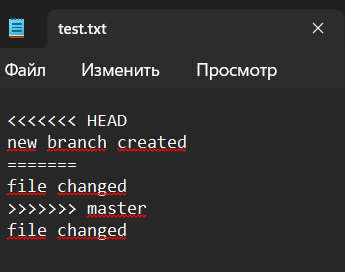 test.txt
Файл Изменить Просмотр
<<<<<<< HEAD
new branch created
=======
file changed
>>>>>>> master
file changed